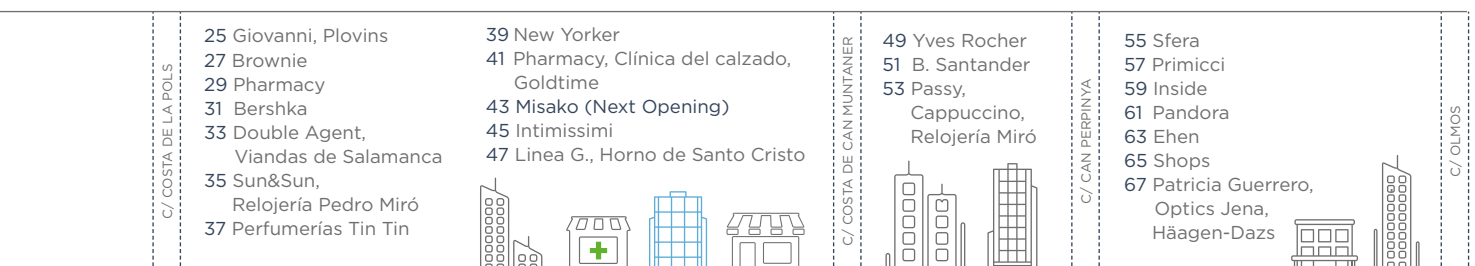 C/ COSTA DE LA POLS
25 Giovanni, Plovins
27 Brownie
29 Pharmacy
31 Bershka
33 Double Agent,
Viandas de Salamanca
35 Sun&Sun,
Relojería Pedro Miró
37 Perfumerías Tin Tin
39 New Yorker
41 Pharmacy, Clínica del calzado,
Goldtime
43 Misako (Next Opening)
45 Intimissimi
47 Linea G., Horno de Santo Cristo
C/ COSTA DE CAN MUNTANER
49 Yves Rocher
51 B. Santander
53 Passy,
Cappuccino,
Relojería Miró
C/ CAN PERPINYA
55 Sfera
57 Primicci
59 Inside
61 Pandora
63 Ehen
65 Shops
67 Patricia Guerrero,
Optics Jena,
Häagen-Dazs
C/ OLMOS